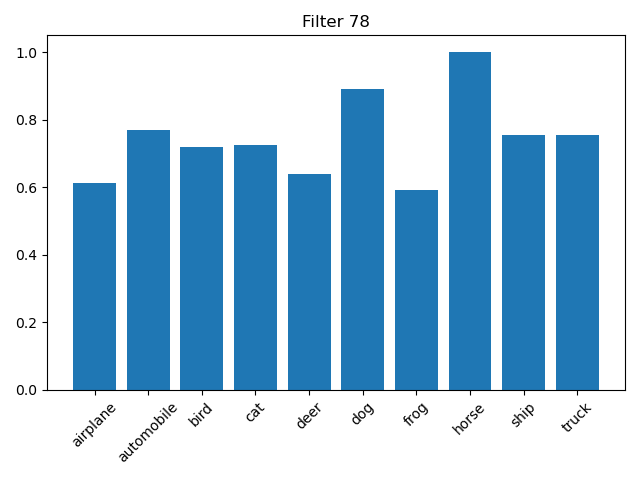 Filter 78
1.0
0.8
0.6
0.4
0.2
0.0
airplane
automobile
bird
cat
deer
dog
frog
horse
ship
truck